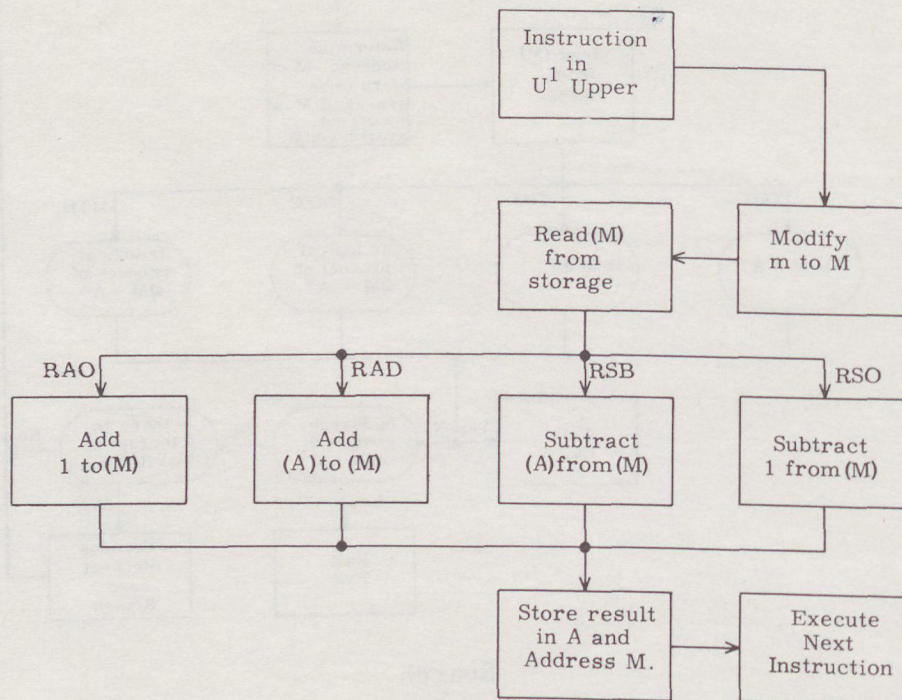 Instruction
in
U¹ Upper
Modify
m to M
Read (M)
from
storage
RAO
RAD
RSB
RSO
Add
1 to (M)
Add
(A) to (M)
Subtract
(A) from (M)
Subtract
1 from (M)
Store result
in A and
Address M.
Execute
Next
Instruction
Search